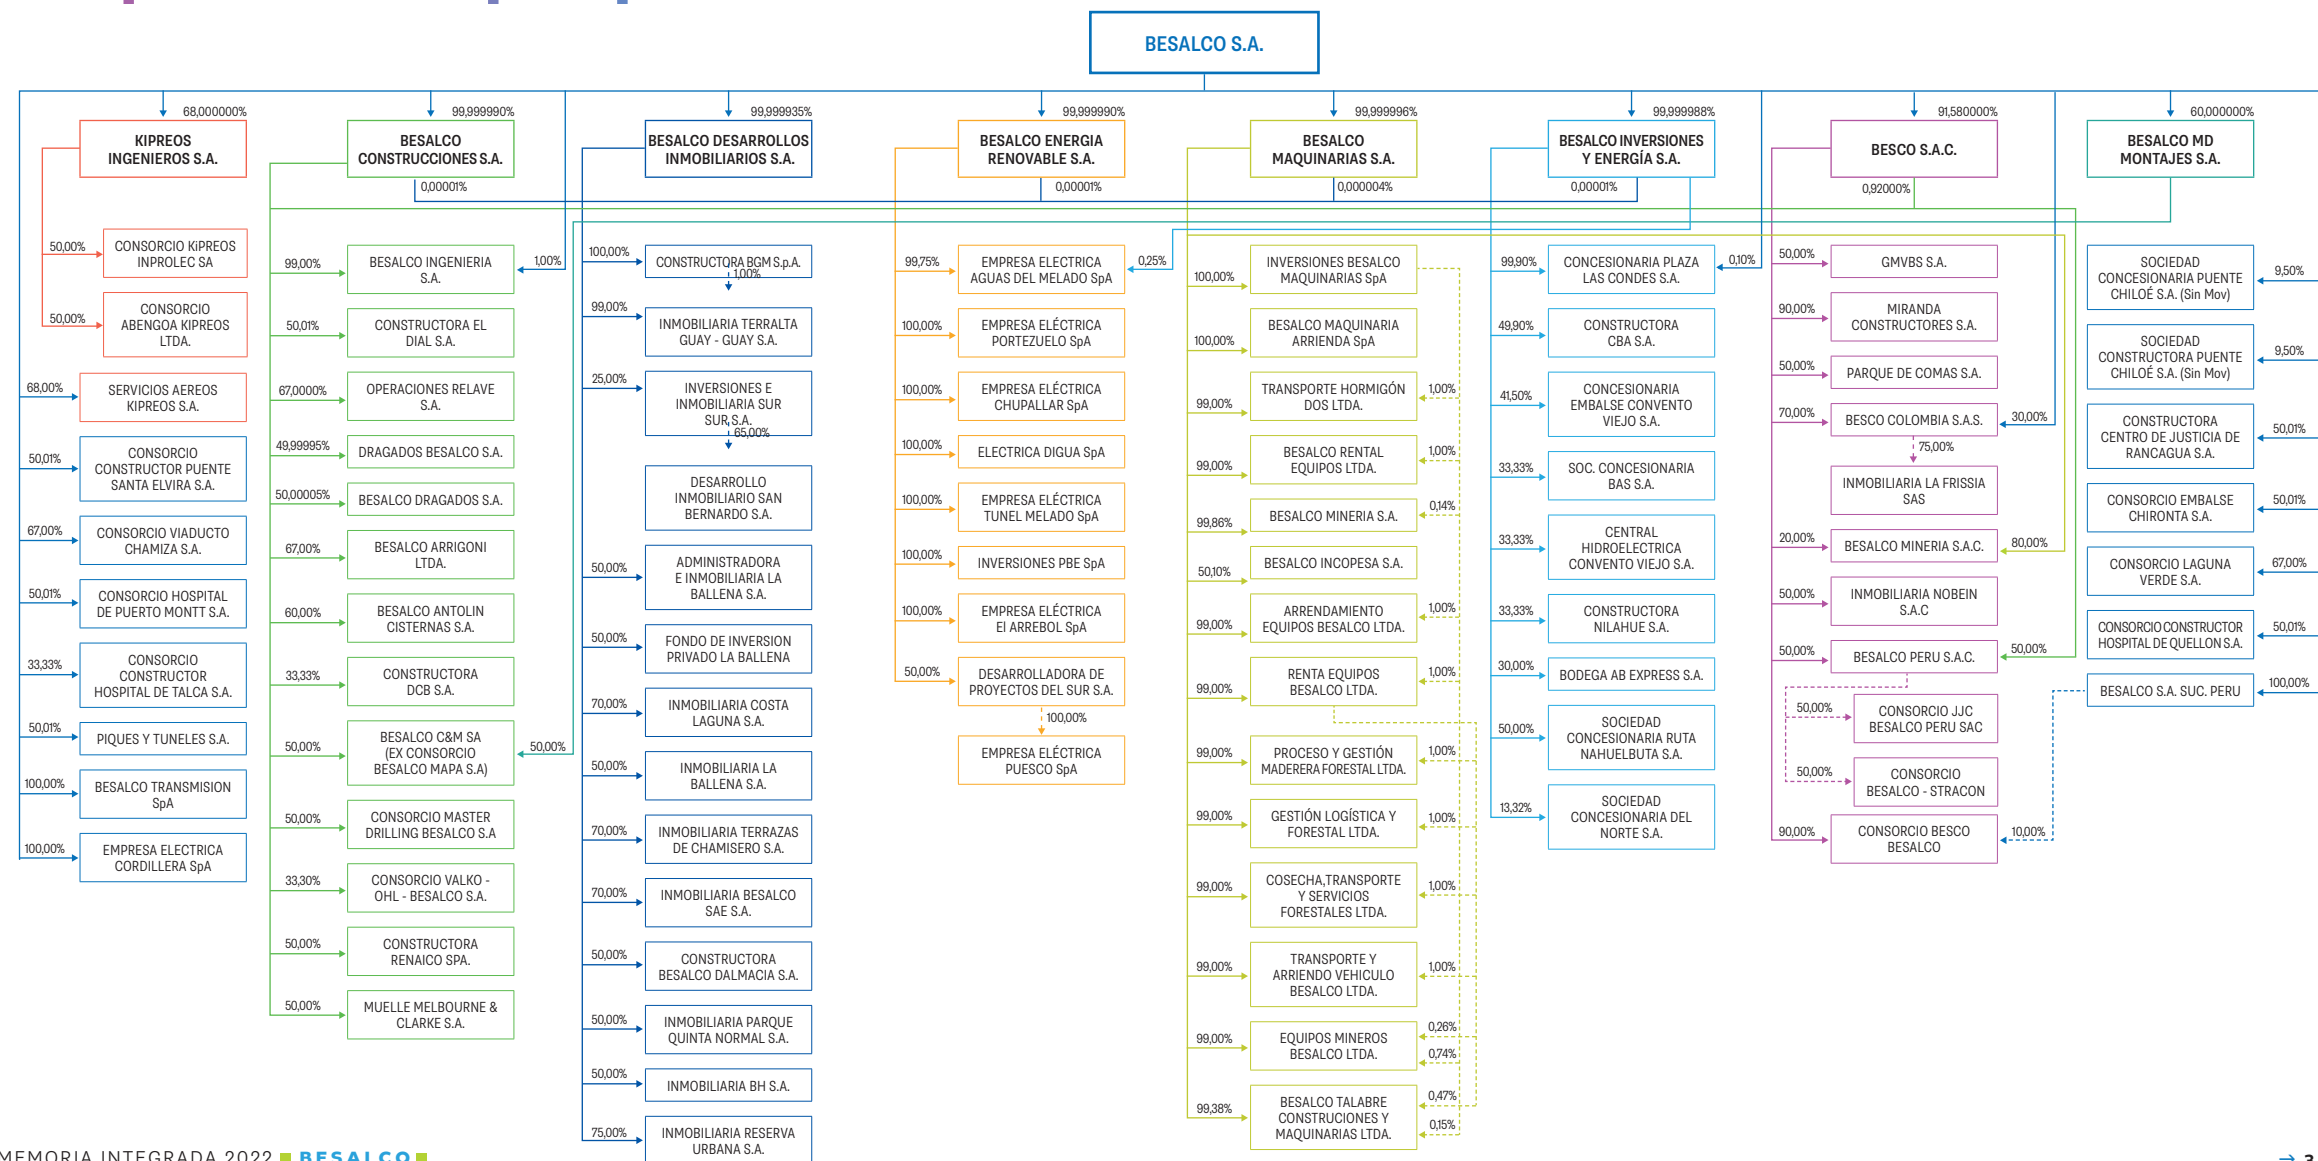 BESALCO S.A.
68,000000%
KIPREOS
INGENIEROS S.A.
50,00%
CONSORCIO KiPREOS
INPROLEC SA
50,00%
CONSORCIO
ABENGOA KIPREOS
LTDA.
68,00%
SERVICIOS AEREOS
KIPREOS S.A.
50,01%
CONSORCIO
CONSTRUCTOR PUENTE
SANTA ELVIRA S.A.
67,00%
CONSORCIO VIADUCTO
CHAMIZA S.A.
50,01%
CONSORCIO HOSPITAL
DE PUERTO MONTT S.A.
33,33%
CONSORCIO
CONSTRUCTOR
HOSPITAL DE TALCA S.A.
50,01%
PIQUES Y TUNELES S.A.
100,00%
BESALCO TRANSMISION
SpA
100,00%
EMPRESA ELECTRICA
CORDILLERA SpA
99,999990%
BESALCO
CONSTRUCCIONES S.A.
0,00001%
99,00%
BESALCO INGENIERIA
S.A.
1,00%
50,01%
CONSTRUCTORA EL
DIAL S.A.
67,0000%
OPERACIONES RELAVE
S.A.
49,99995%
DRAGADOS BESALCO S.A.
50,00005%
BESALCO DRAGADOS S.A.
67,00%
BESALCO ARRIGONI
LTDA.
60,00%
BESALCO ANTOLIN
CISTERNAS S.A.
33,33%
CONSTRUCTORA
DCB S.A.
50,00%
BESALCO C&M SA
(EX CONSORCIO
BESALCO MAPA S.A)
50,00%
50,00%
CONSORCIO MASTER
DRILLING BESALCO S.A
33,30%
CONSORCIO VALKO -
OHL - BESALCO S.A.
50,00%
CONSTRUCTORA
RENAICO SPA.
50,00%
MUELLE MELBOURNE &
CLARKE S.A.
99,999935%
BESALCO DESARROLLOS
INMOBILIARIOS S.A.
100,00%
CONSTRUCTORA BGM S.p.A.
1,00%
99,00%
INMOBILIARIA TERRALTA
GUAY - GUAY S.A.
25,00%
INVERSIONES E
INMOBILIARIA SUR
SUR S.A.
65,00%
DESARROLLO
INMOBILIARIO SAN
BERNARDO S.A.
50,00%
ADMINISTRADORA
E INMOBILIARIA LA
BALLENA S.A.
50,00%
FONDO DE INVERSION
PRIVADO LA BALLENA
70,00%
INMOBILIARIA COSTA
LAGUNA S.A.
50,00%
INMOBILIARIA LA
BALLENA S.A.
70,00%
INMOBILIARIA TERRAZAS
DE CHAMISERO S.A.
70,00%
INMOBILIARIA BESALCO
SAE S.A.
50,00%
CONSTRUCTORA
BESALCO DALMACIA S.A.
50,00%
INMOBILIARIA PARQUE
QUINTA NORMAL S.A.
50,00%
INMOBILIARIA BH S.A.
75,00%
INMOBILIARIA RESERVA
URBANA S.A.
99,999990%
BESALCO ENERGIA
RENOVABLE S.A.
0,00001%
99,75%
EMPRESA ELECTRICA
AGUAS DEL MELADO SpA
0,25%
100,00%
EMPRESA ELÉCTRICA
PORTEZUELO SpA
100,00%
EMPRESA ELÉCTRICA
CHUPALLAR SpA
100,00%
ELECTRICA DIGUA SpA
100,00%
EMPRESA ELÉCTRICA
TUNEL MELADO SpA
100,00%
INVERSIONES PBE SpA
100,00%
EMPRESA ELÉCTRICA
El ARREBOL SpA
50,00%
DESARROLLADORA DE
PROYECTOS DEL SUR S.A.
100,00%
EMPRESA ELÉCTRICA
PUESCO SpA
99,999996%
BESALCO
MAQUINARIAS S.A.
0,000004%
100,00%
INVERSIONES BESALCO
MAQUINARIAS SpA
100,00%
BESALCO MAQUINARIA
ARRIENDA SpA
99,00%
TRANSPORTE HORMIGÓN
DOS LTDA.
1,00%
99,00%
BESALCO RENTAL
EQUIPOS LTDA.
1,00%
99,86%
BESALCO MINERIA S.A.
0,14%
50,10%
BESALCO INCOPESA S.A.
99,00%
ARRENDAMIENTO
EQUIPOS BESALCO LTDA.
1,00%
99,00%
RENTA EQUIPOS
BESALCO LTDA.
1,00%
99,00%
PROCESO Y GESTIÓN
MADERERA FORESTAL LTDA.
1,00%
99,00%
GESTIÓN LOGÍSTICA Y
FORESTAL LTDA.
1,00%
99,00%
COSECHA,TRANSPORTE
Y SERVICIOS
FORESTALES LTDA.
1,00%
99,00%
TRANSPORTE Y
ARRIENDO VEHICULO
BESALCO LTDA.
1,00%
99,00%
EQUIPOS MINEROS
BESALCO LTDA.
0,26%
0,74%
99,38%
BESALCO TALABRE
CONSTRUCIONES Y
MAQUINARIAS LTDA.
0,47%
0,15%
99,999988%
BESALCO INVERSIONES
Y ENERGÍA S.A.
0,00001%
99,90%
CONCESIONARIA PLAZA
LAS CONDES S.A.
0,10%
49,90%
CONSTRUCTORA
CBA S.A.
41,50%
CONCESIONARIA
EMBALSE CONVENTO
VIEJO S.A.
33,33%
SOC. CONCESIONARIA
BAS S.A.
33,33%
CENTRAL
HIDROELECTRICA
CONVENTO VIEJO S.A.
33,33%
CONSTRUCTORA
NILAHUE S.A.
30,00%
BODEGA AB EXPRESS S.A.
50,00%
SOCIEDAD
CONCESIONARIA RUTA
NAHUELBUTA S.A.
13,32%
SOCIEDAD
CONCESIONARIA DEL
NORTE S.A.
91,580000%
BESCO S.A.C.
0,92000%
50,00%
GMVBS S.A.
90,00%
MIRANDA
CONSTRUCTORES S.A.
50,00%
PARQUE DE COMAS S.A.
70,00%
BESCO COLOMBIA S.A.S.
30,00%
75,00%
INMOBILIARIA LA FRISSIA
SAS
20,00%
BESALCO MINERIA S.A.C.
80,00%
50,00%
INMOBILIARIA NOBEIN
S.A.C
50,00%
BESALCO PERU S.A.C.
50,00%
50,00%
CONSORCIO JJC
BESALCO PERU SAC
50,00%
CONSORCIO
BESALCO - STRACON
90,00%
CONSORCIO BESCO
BESALCO
10,00%
60,000000%
BESALCO MD
MONTAJES S.A.
SOCIEDAD
CONCESIONARIA PUENTE
CHILOÉ S.A. (Sin Mov)
9,50%
SOCIEDAD
CONSTRUCTORA PUENTE
CHILOÉ S.A. (Sin Mov)
9,50%
CONSTRUCTORA
CENTRO DE JUSTICIA DE
RANCAGUA S.A.
50,01%
CONSORCIO EMBALSE
CHIRONTA S.A.
50,01%
CONSORCIO LAGUNA
VERDE S.A.
67,00%
CONSORCIO CONSTRUCTOR
HOSPITAL DE QUELLON S.A.
50,01%
BESALCO S.A. SUC. PERU
100,00%
MEMORIA INTEGRADA 2022 BESALCO
→ 3